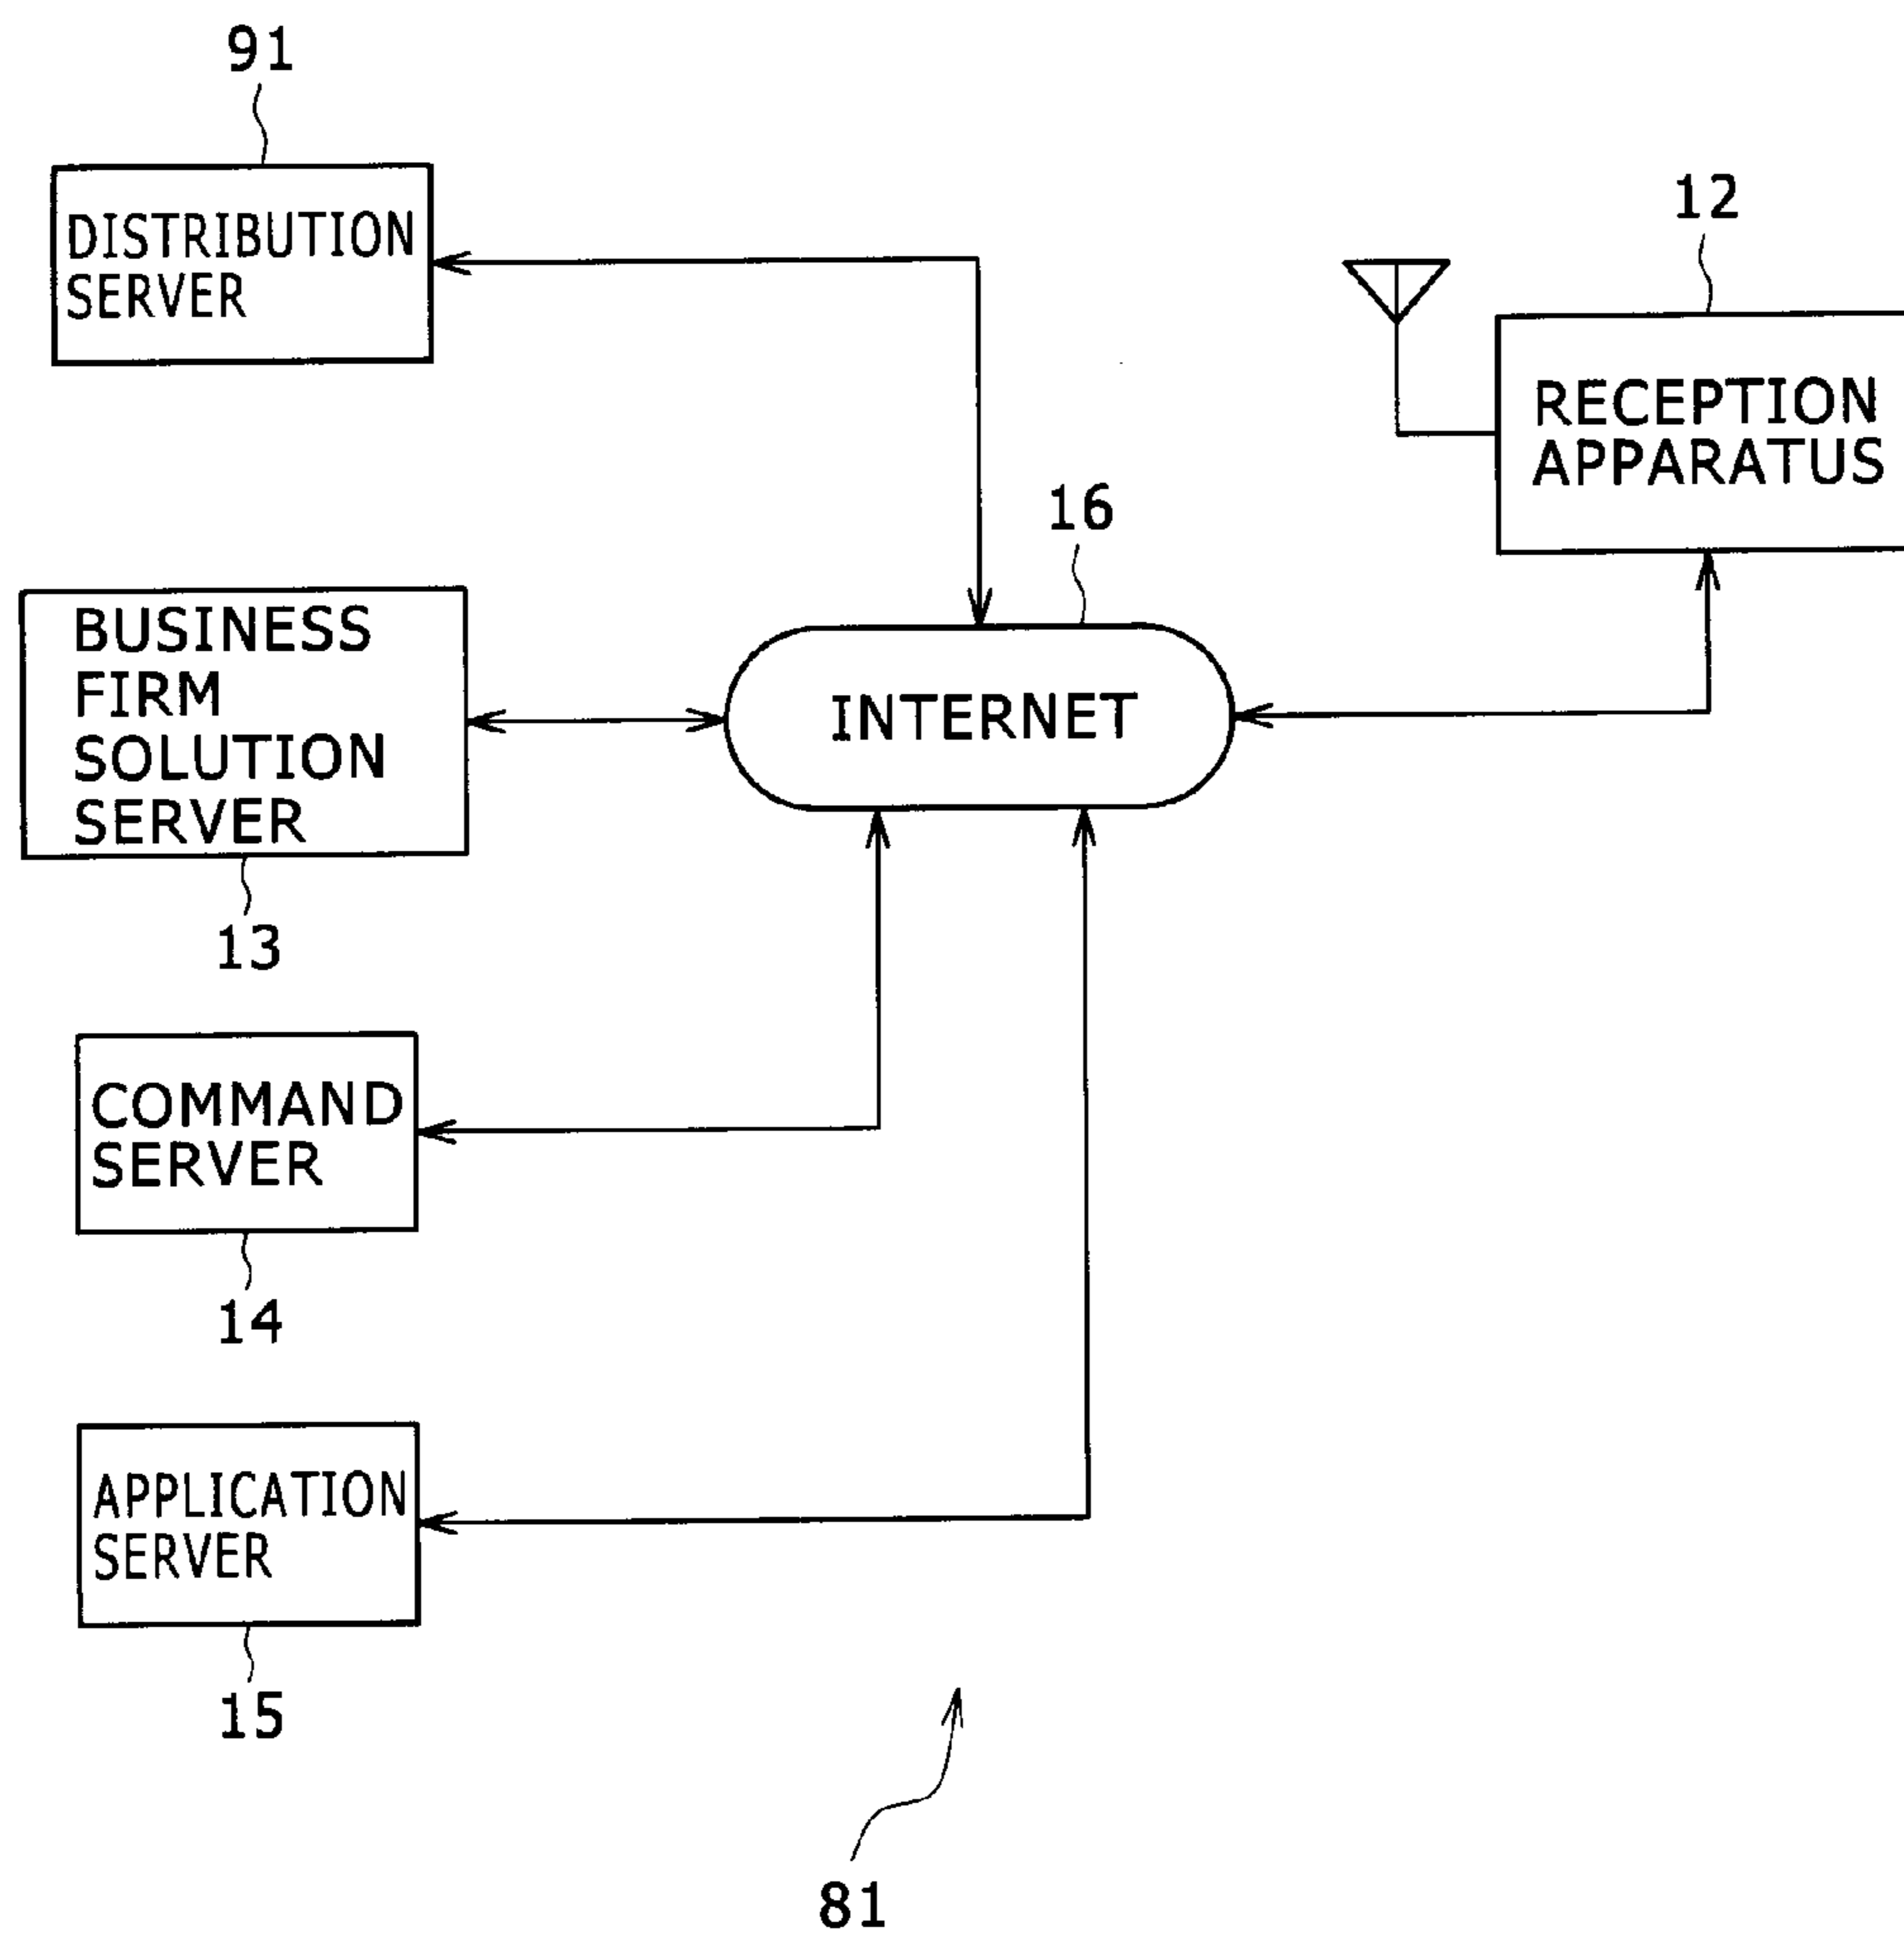 91
DISTRIBUTION
SERVER
12
RECEPTION
APPARATUS
16
INTERNET
BUSINESS
FIRM
SOLUTION
SERVER
13
COMMAND
SERVER
14
APPLICATION
SERVER
15
81